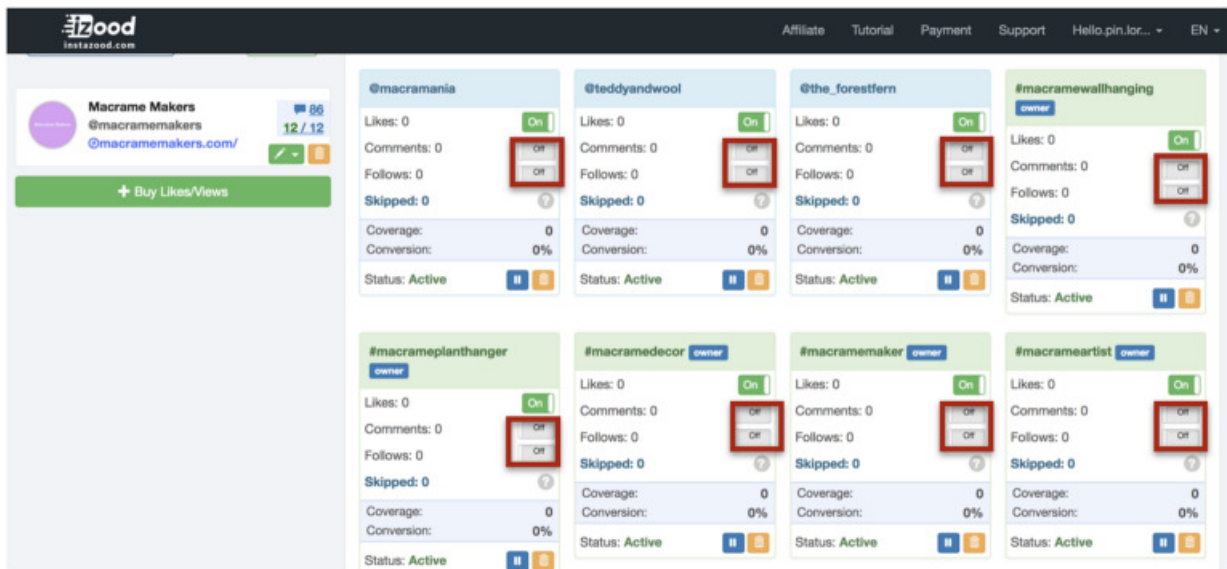 izood
instazood.com
Affiliate Tutorial Payment Support Hello.pin.lor... EN
Macrame Makers
@macramemakers
@macramemakers.com/
86
12 / 12
+ Buy Likes/Views
@macramania
Likes: 0 On
Comments: 0 Off
Follows: 0 Off
Skipped: 0 ?
Coverage: 0
Conversion: 0%
Status: Active
@teddyandwool
Likes: 0 On
Comments: 0 Off
Follows: 0 Off
Skipped: 0 ?
Coverage: 0
Conversion: 0%
Status: Active
@the_forestfern
Likes: 0 On
Comments: 0 Off
Follows: 0 Off
Skipped: 0 ?
Coverage: 0
Conversion: 0%
Status: Active
#macramewallhanging
owner
Likes: 0 On
Comments: 0 Off
Follows: 0 Off
Skipped: 0 ?
Coverage: 0
Conversion: 0%
Status: Active
#macrameplanthanger
owner
Likes: 0 On
Comments: 0 Off
Follows: 0 Off
Skipped: 0 ?
Coverage: 0
Conversion: 0%
Status: Active
#macramedecor owner
Likes: 0 On
Comments: 0 Off
Follows: 0 Off
Skipped: 0 ?
Coverage: 0
Conversion: 0%
Status: Active
#macramemaker owner
Likes: 0 On
Comments: 0 Off
Follows: 0 Off
Skipped: 0 ?
Coverage: 0
Conversion: 0%
Status: Active
#macrameartist owner
Likes: 0 On
Comments: 0 Off
Follows: 0 Off
Skipped: 0 ?
Coverage: 0
Conversion: 0%
Status: Active